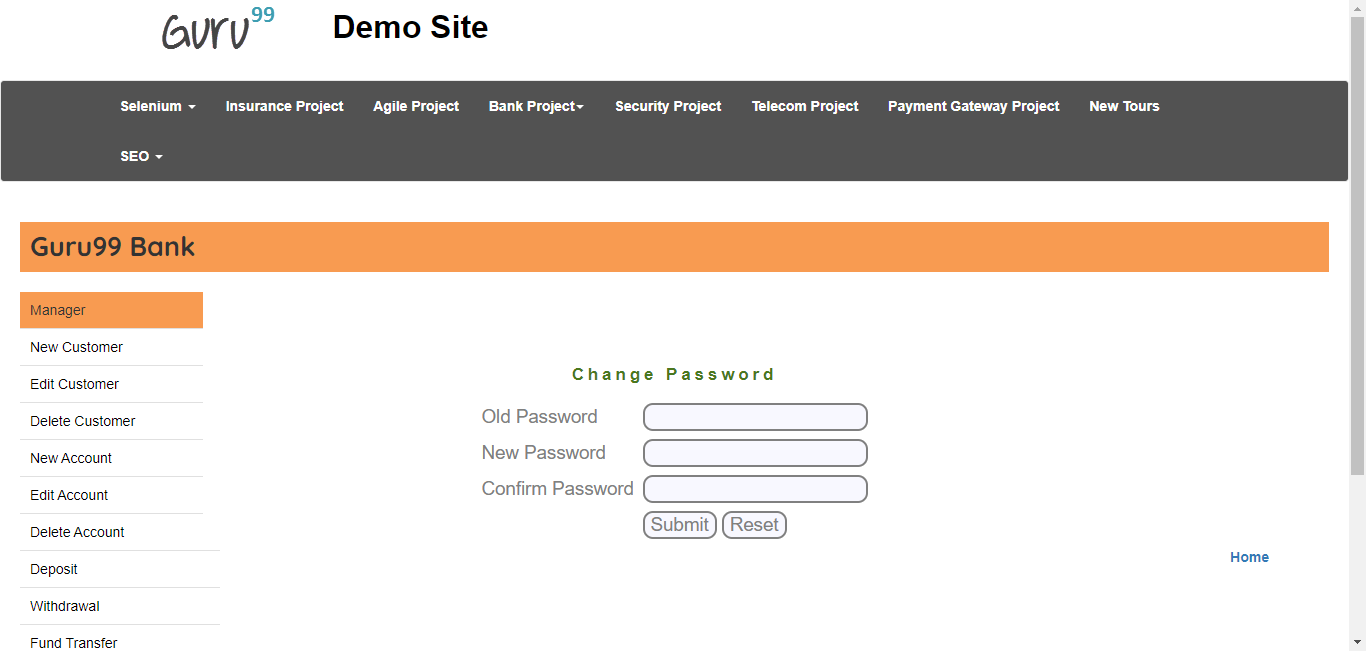 Guru99 Demo Site
Selenium Insurance Project Agile Project Bank Project Security Project Telecom Project Payment Gateway Project New Tours
SEO
Guru99 Bank
Manager
New Customer
Edit Customer
Delete Customer
New Account
Edit Account
Delete Account
Deposit
Withdrawal
Fund Transfer
Change Password
Old Password
New Password
Confirm Password
Submit Reset
Home